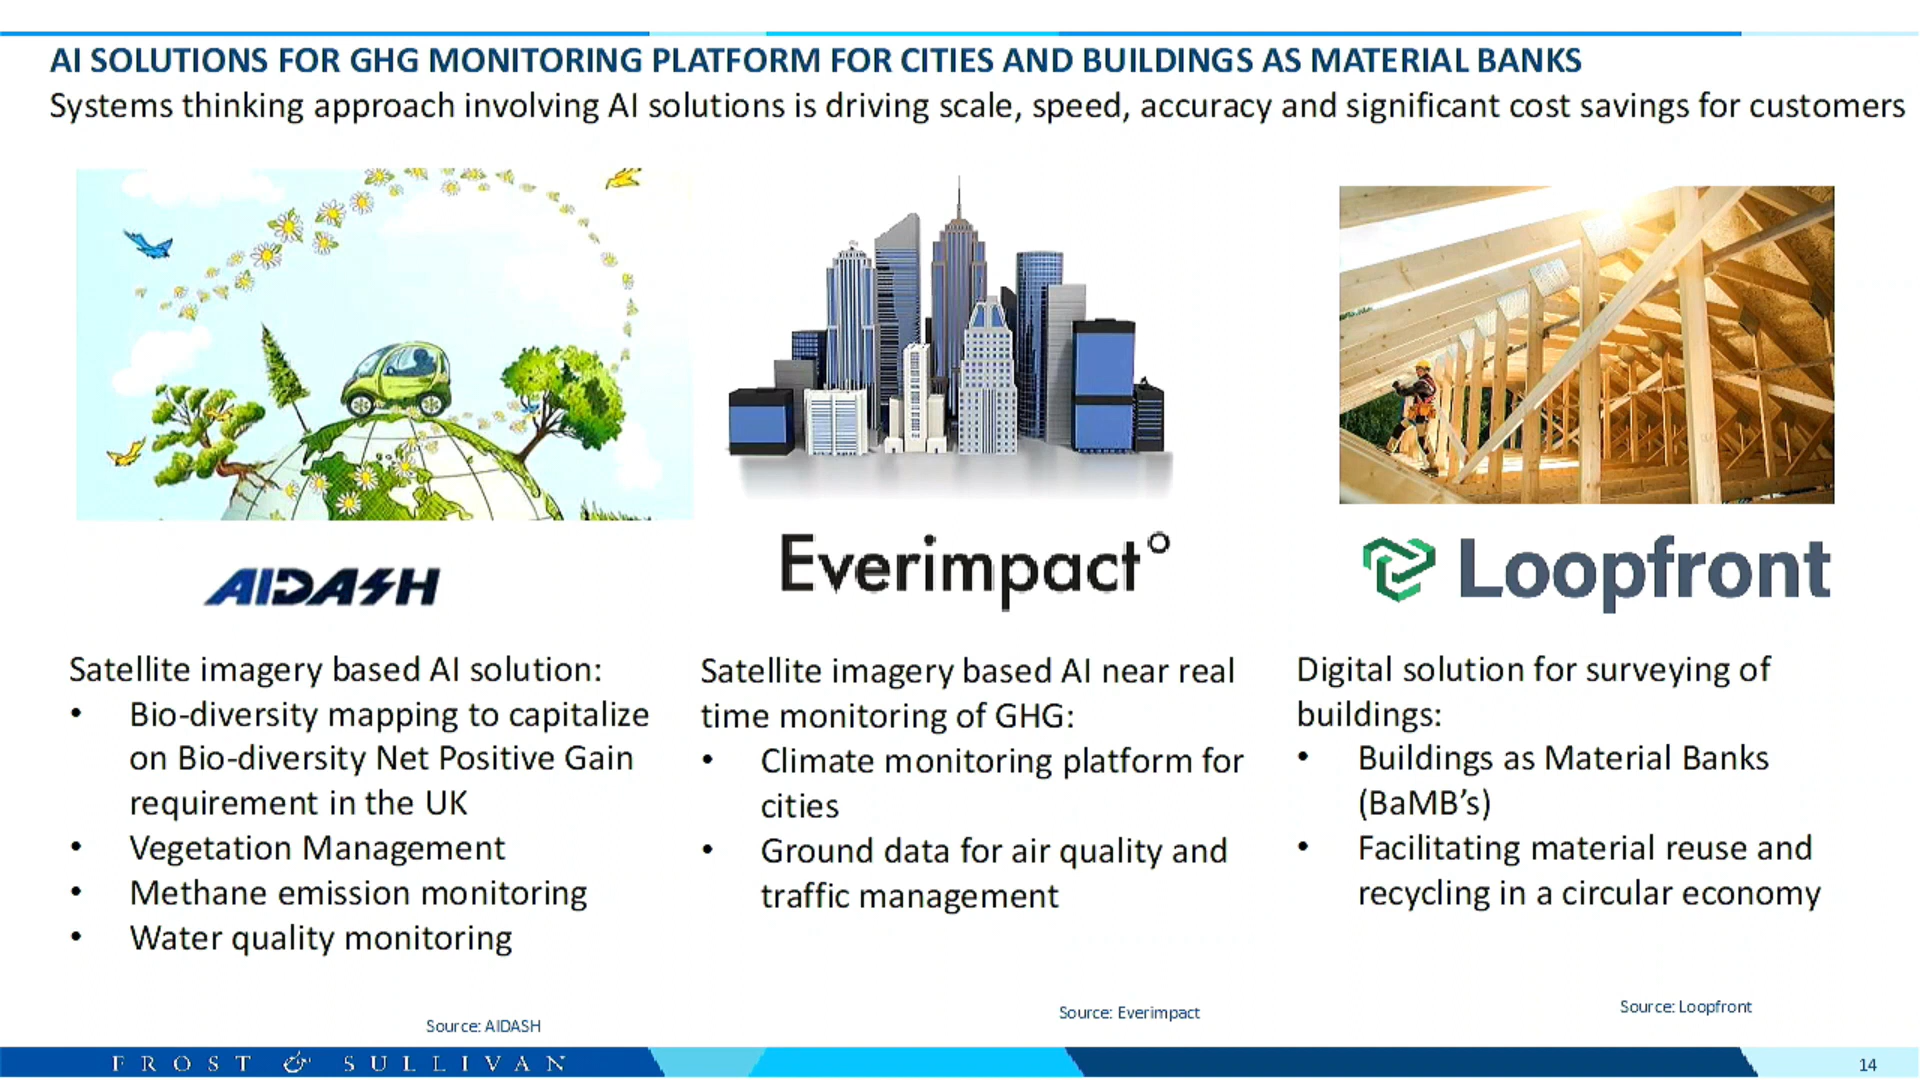 AI SOLUTIONS FOR GHG MONITORING PLATFORM FOR CITIES AND BUILDINGS AS MATERIAL BANKS
Systems thinking approach involving AI solutions is driving scale, speed, accuracy and significant cost savings for customers
AIDASH
Satellite imagery based AI solution:
• Bio-diversity mapping to capitalize
on Bio-diversity Net Positive Gain
requirement in the UK
• Vegetation Management
• Methane emission monitoring
• Water quality monitoring
Source: AIDASH
Everimpact°
Satellite imagery based AI near real
time monitoring of GHG:
• Climate monitoring platform for
cities
• Ground data for air quality and
traffic management
Source: Everimpact
Loopfront
Digital solution for surveying of
buildings:
• Buildings as Material Banks
(BaMB’s)
• Facilitating material reuse and
recycling in a circular economy
Source: Loopfront
FROST & SULLIVAN
14